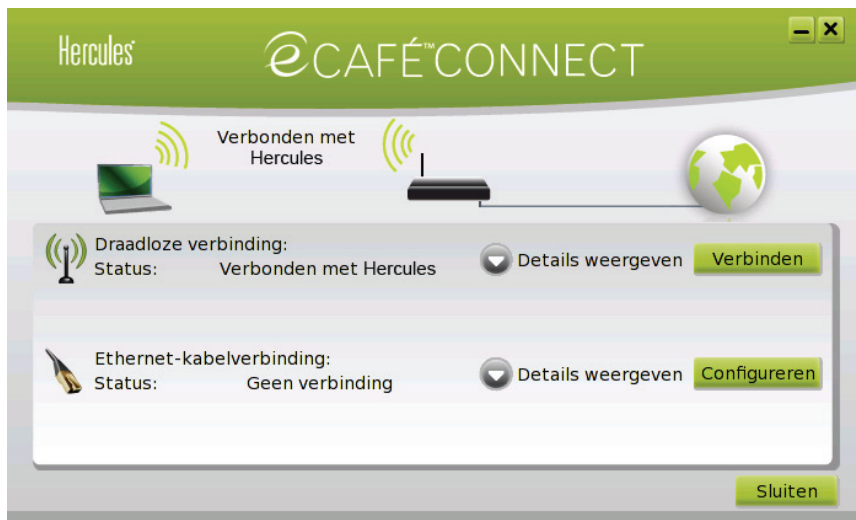 Hercules
eCAFÉ™CONNECT
Verbonden met
Hercules
Draadloze verbinding:
Status: Verbonden met Hercules
Details weergeven
Verbinden
Ethernet-kabelverbinding:
Status: Geen verbinding
Details weergeven
Configureren
Sluiten